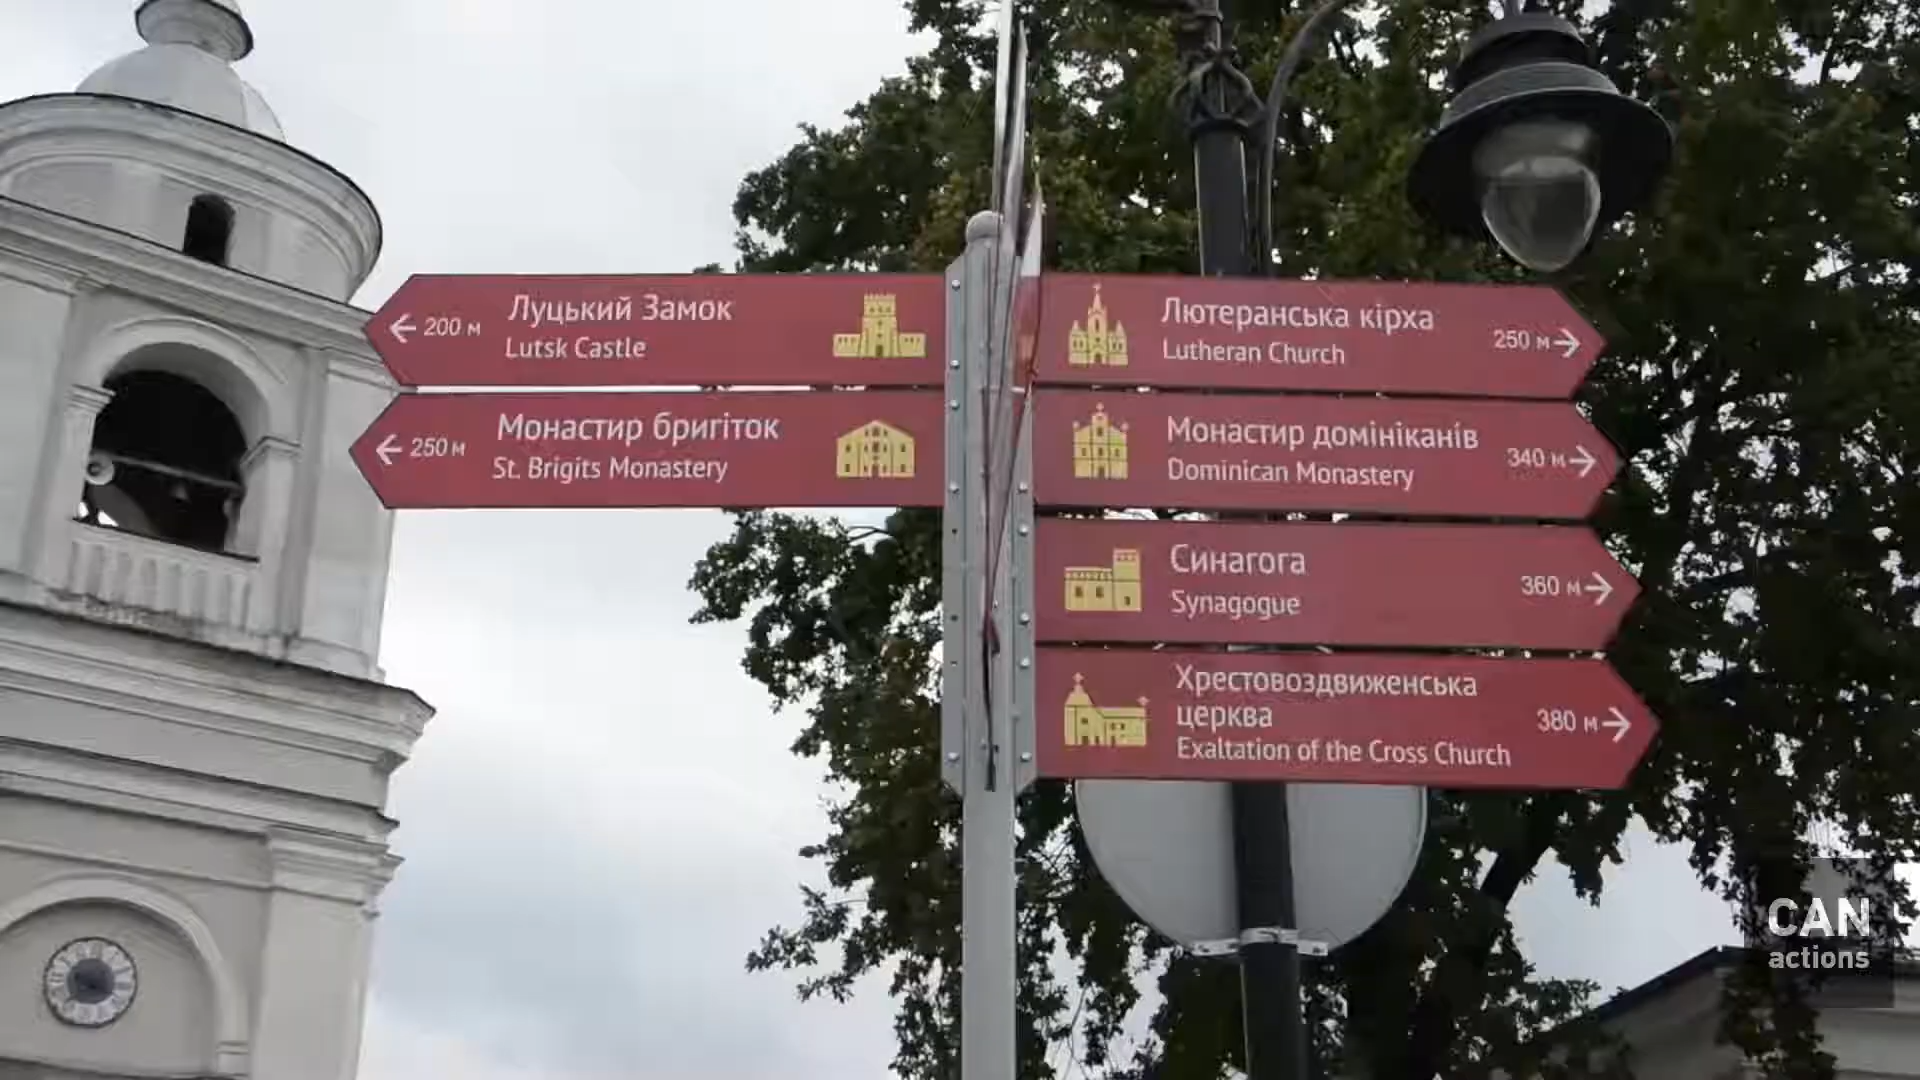 ← 200 м
Луцький Замок
Lutsk Castle
← 250 м
Монастир бригіток
St. Brigits Monastery
Лютеранська кірха
Lutheran Church
250 м →
Монастир домініканів
Dominican Monastery
340 м →
Синагога
Synagogue
360 м →
Хрестовоздвиженська
церква
Exaltation of the Cross Church
380 м →
CAN
actions